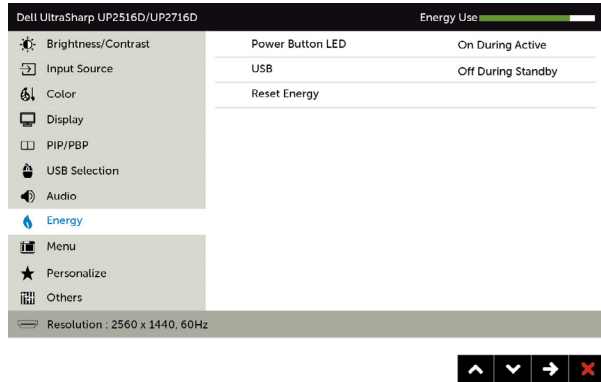 Dell UltraSharp UP2516D/UP2716D Energy Use
Brightness/Contrast Power Button LED On During Active
Input Source USB Off During Standby
Color Reset Energy
Display
PIP/PBP
USB Selection
Audio
Energy
Menu
Personalize
Others
Resolution : 2560 x 1440, 60Hz